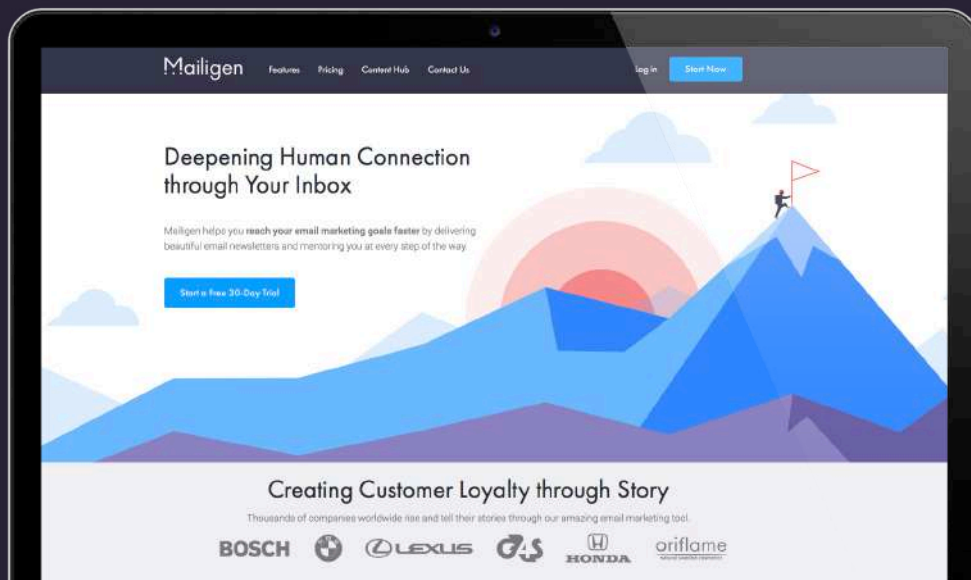 Mailigen
Features Pricing Content Hub Contact Us
Log in Start Now
Deepening Human Connection
through Your Inbox
Mailigen helps you reach your email marketing goals faster by delivering
beautiful email newsletters and mentoring you at every step of the way.
Start a Free 30-Day Trial
Creating Customer Loyalty through Story
Thousands of companies worldwide rise and tell their stories through our amazing email marketing tool.
BOSCH LEXUS HONDA oriflame